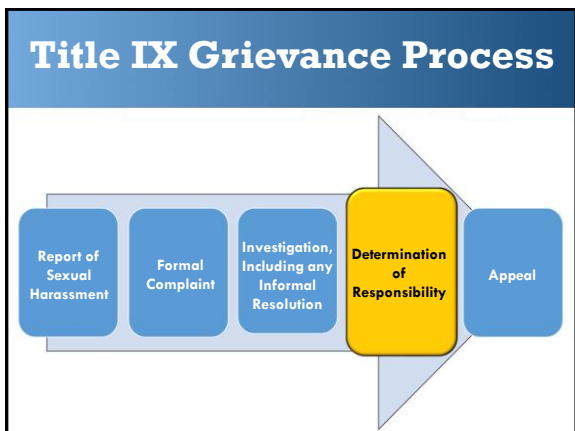 Title IX Grievance Process
Report of
Sexual
Harassment
Formal
Complaint
Investigation,
Including any
Informal
Resolution
Determination
of
Responsibility
Appeal